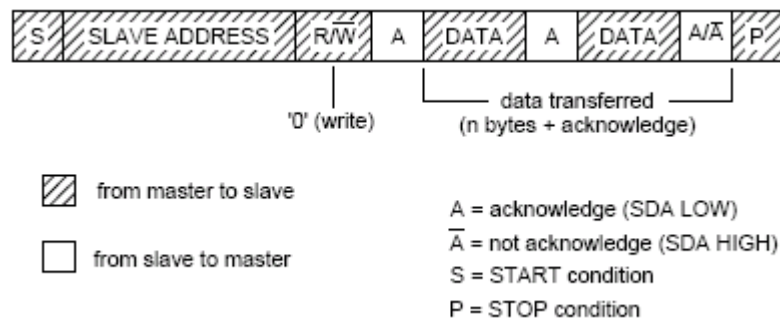 S SLAVE ADDRESS R/W̅ A DATA A DATA A/A̅ P
'0' (write)
data transferred
(n bytes + acknowledge)
from master to slave
from slave to master
A = acknowledge (SDA LOW)
A̅ = not acknowledge (SDA HIGH)
S = START condition
P = STOP condition